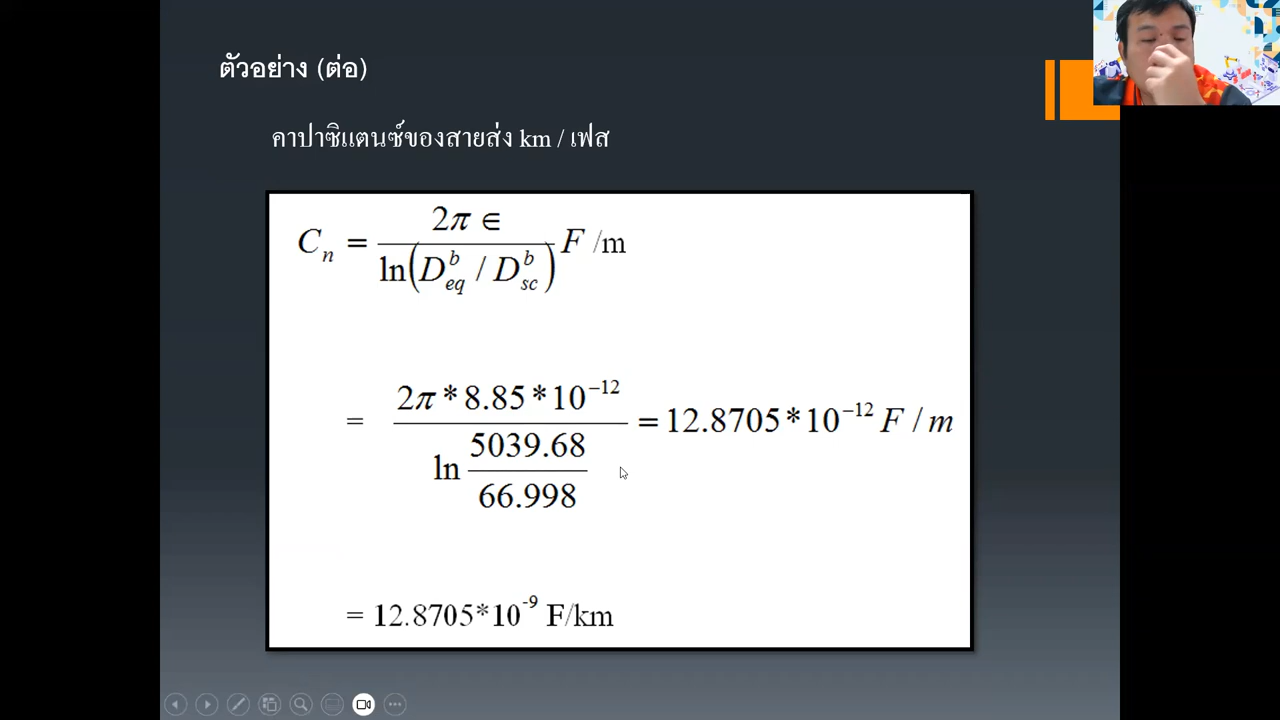 ตัวอย่าง (ต่อ)
คาปาซิแตนซ์ของสายส่ง km / เฟส
C_n = 2π ∈ / ln(D_eq^b / D_sc^b) F /m
= 2π * 8.85 * 10^−12 / ln 5039.68 / 66.998 = 12.8705 * 10^−12 F / m
= 12.8705*10^-9 F/km